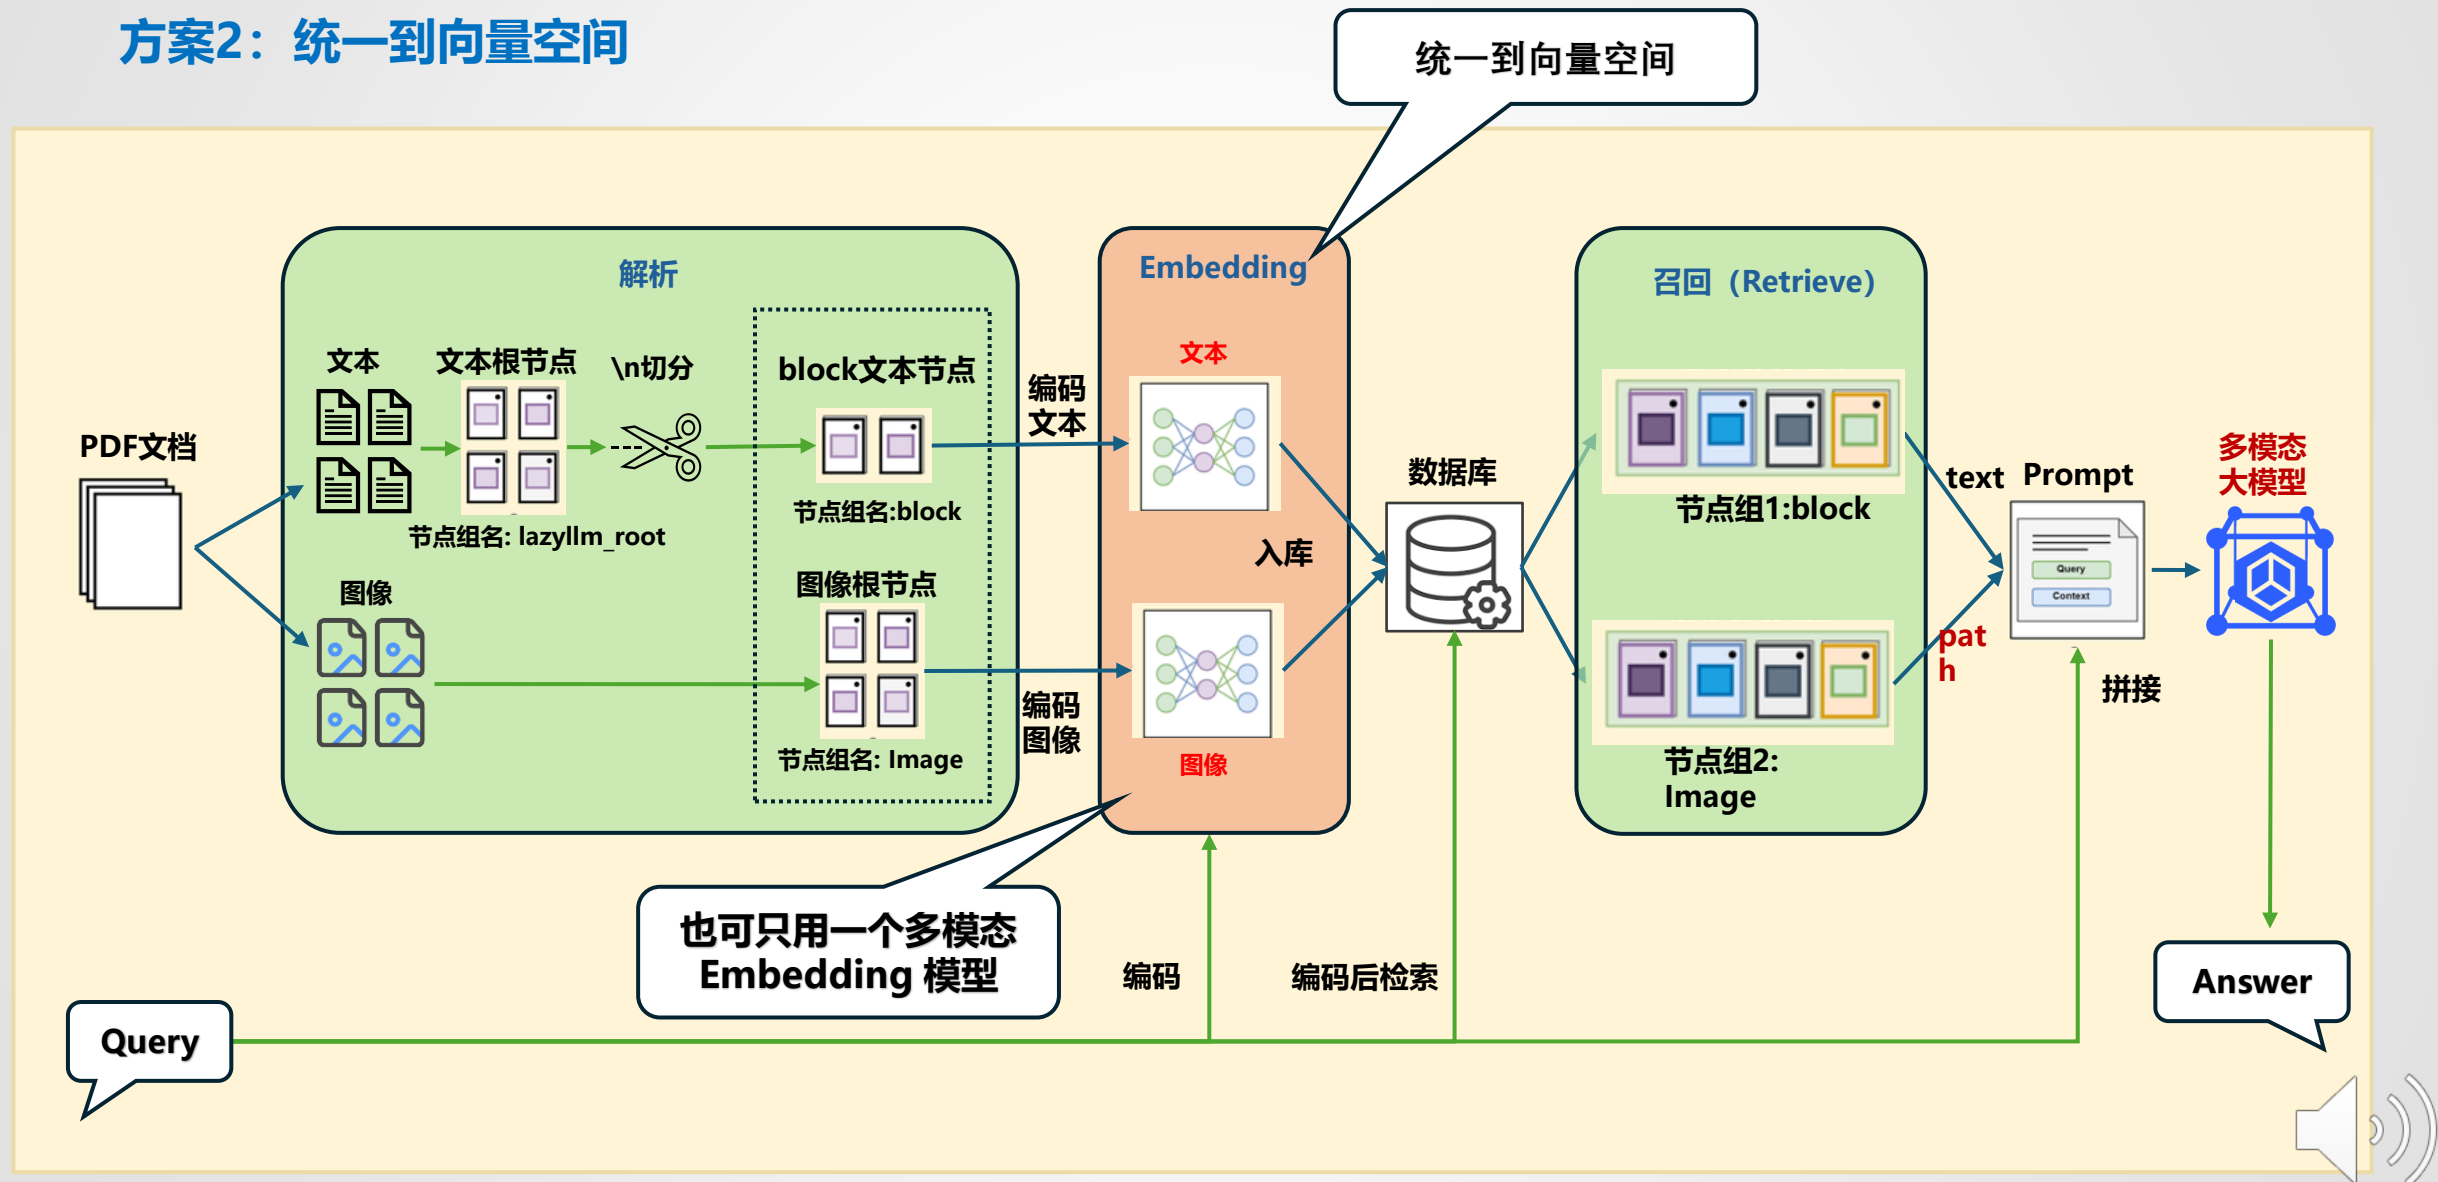 方案2：统一到向量空间
统一到向量空间
解析
Embedding
召回（Retrieve）
PDF文档
文本
文本根节点
\n切分
block文本节点
节点组名: lazyllm_root
节点组名:block
图像
图像根节点
节点组名: Image
编码
文本
编码
图像
文本
图像
入库
数据库
节点组1:block
节点组2:
Image
text
pat
h
Prompt
Query
Context
拼接
多模态
大模型
也可只用一个多模态
Embedding 模型
编码
编码后检索
Query
Answer